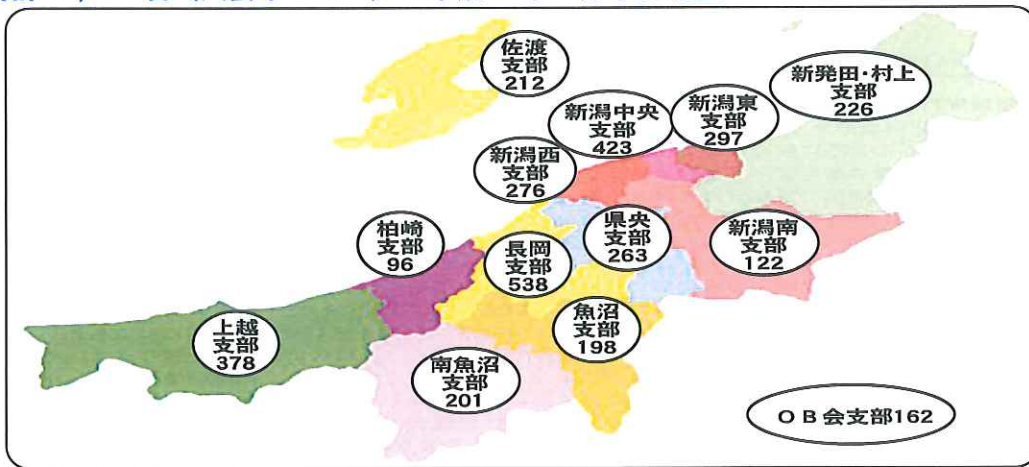 佐渡
支部
212
新発田・村上
支部
226
新潟中央
支部
423
新潟東
支部
297
新潟西
支部
276
柏崎
支部
96
長岡
支部
538
県央
支部
263
新潟南
支部
122
上越
支部
378
魚沼
支部
198
南魚沼
支部
201
OB会支部162